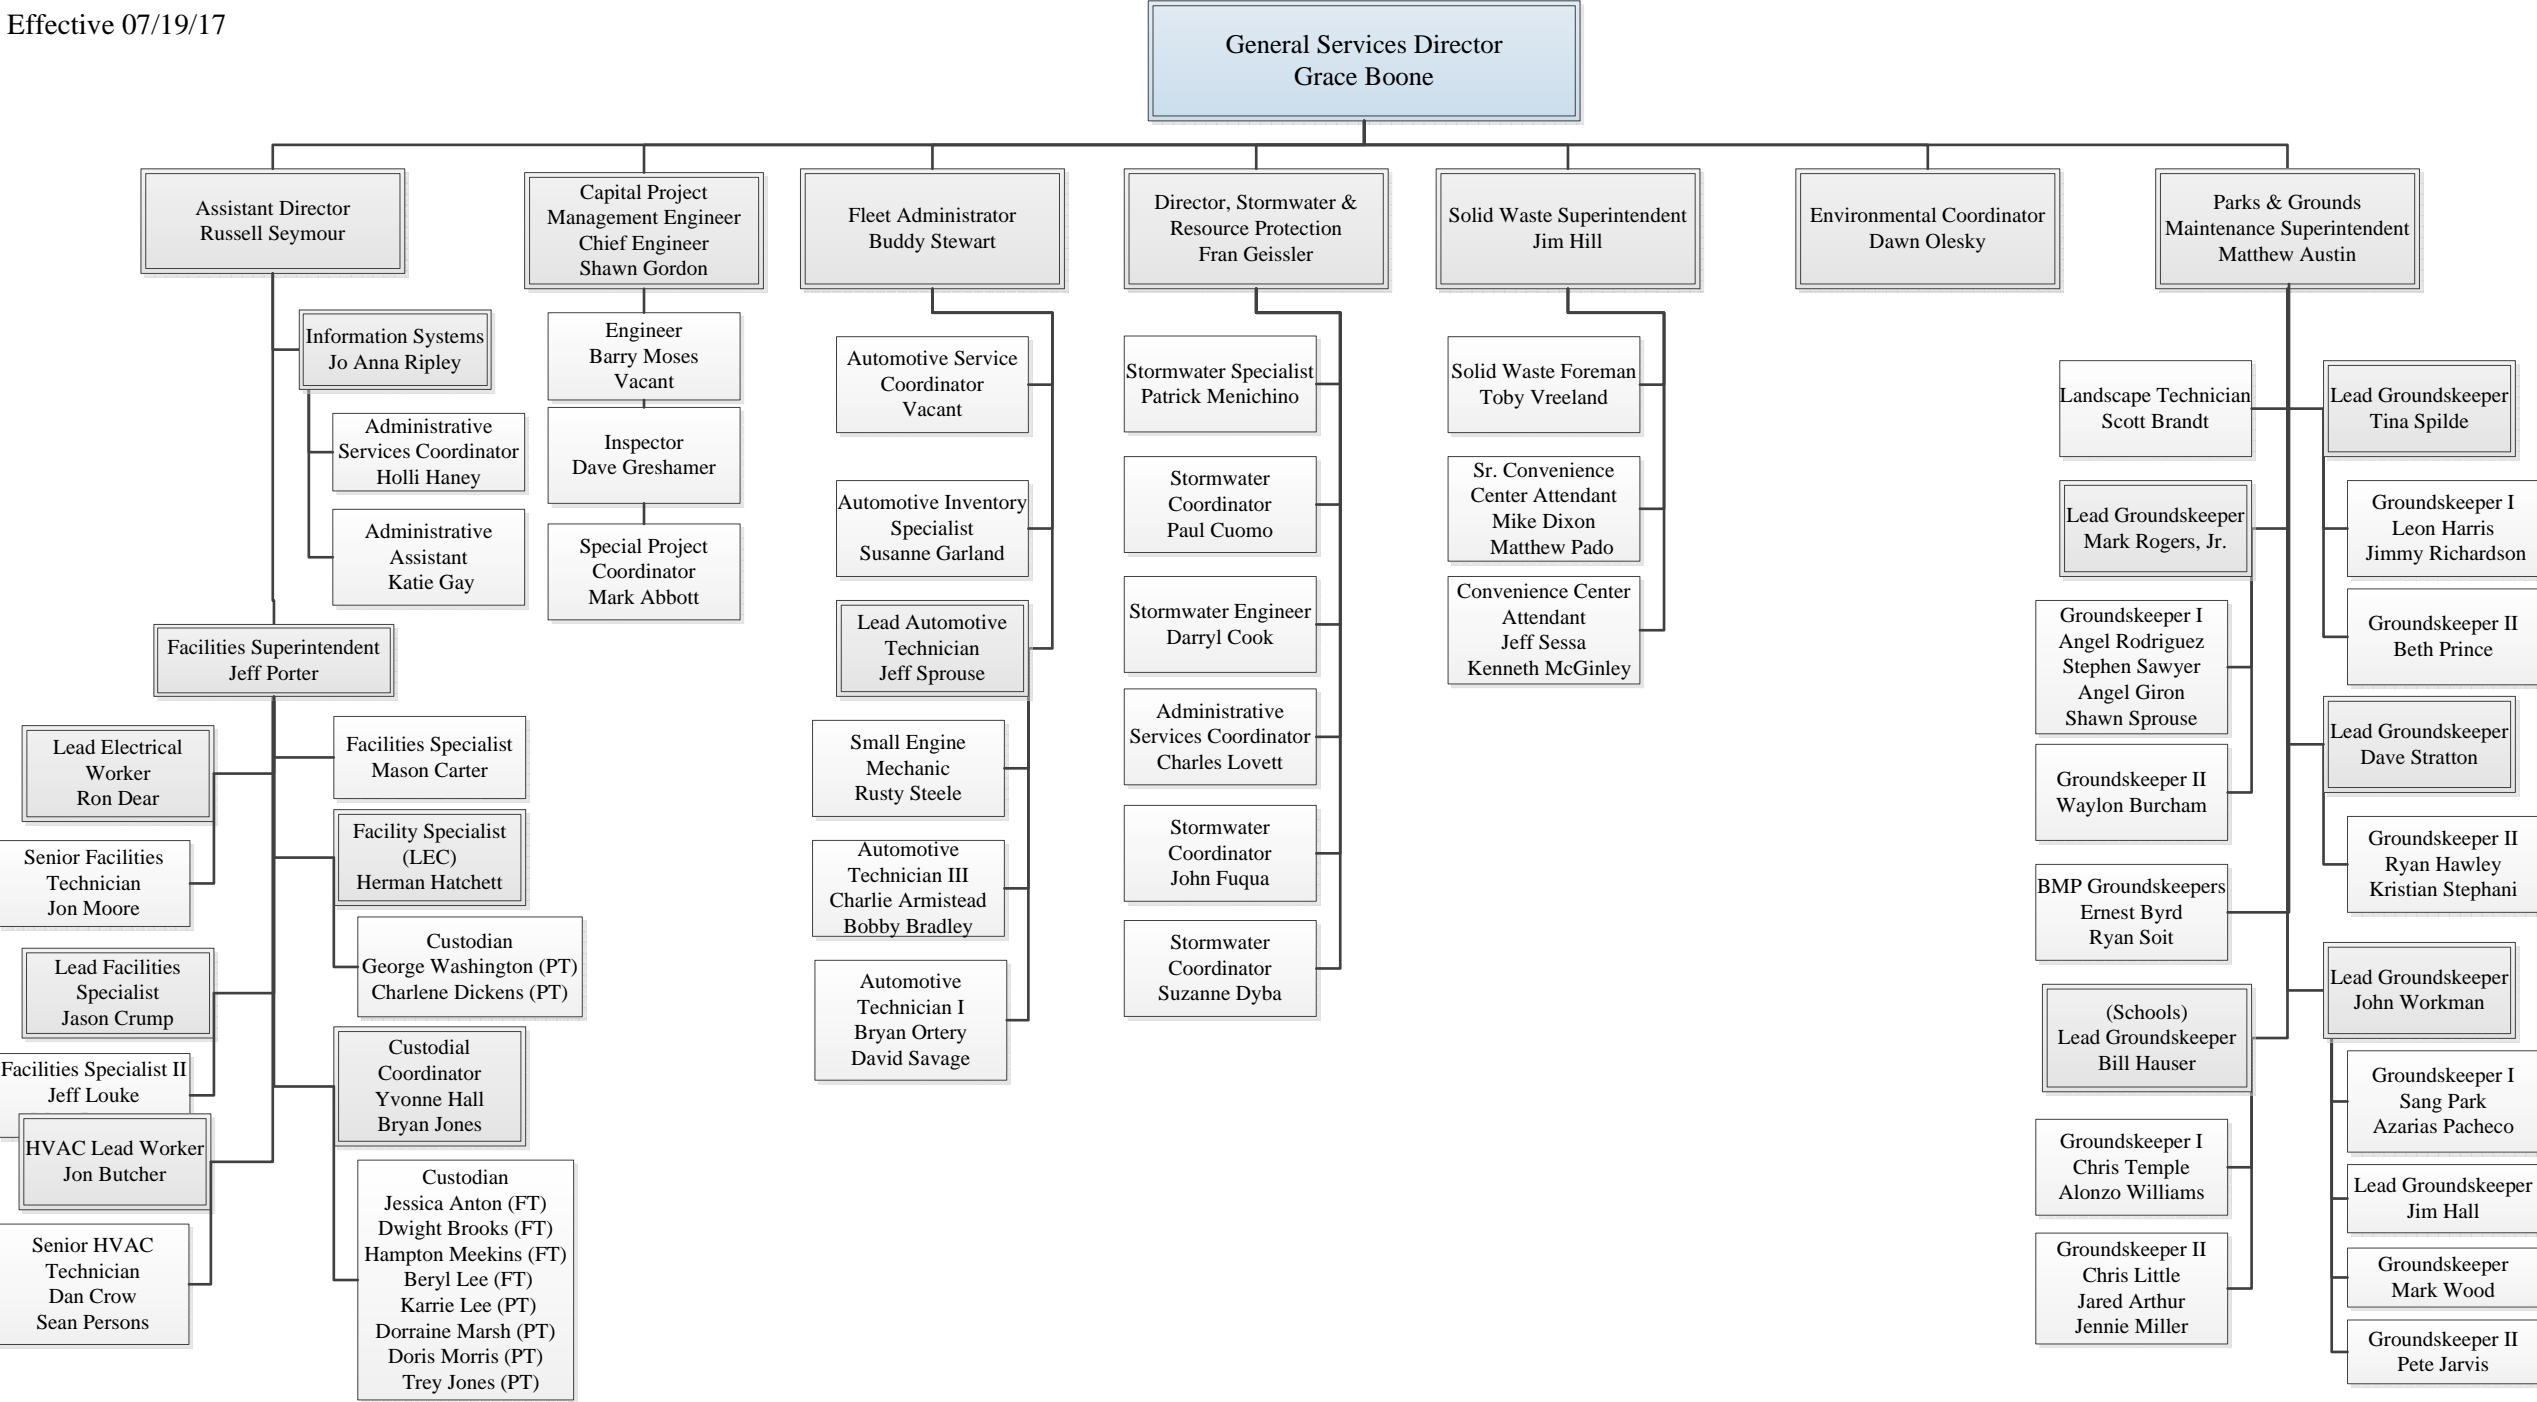 Effective 07/19/17
General Services Director
Grace Boone
Assistant Director
Russell Seymour
Capital Project
Management Engineer
Chief Engineer
Shawn Gordon
Fleet Administrator
Buddy Stewart
Director, Stormwater &
Resource Protection
Fran Geissler
Solid Waste Superintendent
Jim Hill
Environmental Coordinator
Dawn Olesky
Parks & Grounds
Maintenance Superintendent
Matthew Austin
Information Systems
Jo Anna Ripley
Administrative
Services Coordinator
Holli Haney
Administrative
Assistant
Katie Gay
Facilities Superintendent
Jeff Porter
Lead Electrical
Worker
Ron Dear
Senior Facilities
Technician
Jon Moore
Lead Facilities
Specialist
Jason Crump
Facilities Specialist II
Jeff Louke
HVAC Lead Worker
Jon Butcher
Senior HVAC
Technician
Dan Crow
Sean Persons
Facilities Specialist
Mason Carter
Facility Specialist
(LEC)
Herman Hatchett
Custodian
George Washington (PT)
Charlene Dickens (PT)
Custodial
Coordinator
Yvonne Hall
Bryan Jones
Custodian
Jessica Anton (FT)
Dwight Brooks (FT)
Hampton Meekins (FT)
Beryl Lee (FT)
Karrie Lee (PT)
Dorraine Marsh (PT)
Doris Morris (PT)
Trey Jones (PT)
Engineer
Barry Moses
Vacant
Inspector
Dave Greshamer
Special Project
Coordinator
Mark Abbott
Automotive Service
Coordinator
Vacant
Automotive Inventory
Specialist
Susanne Garland
Lead Automotive
Technician
Jeff Sprouse
Small Engine
Mechanic
Rusty Steele
Automotive
Technician III
Charlie Armistead
Bobby Bradley
Automotive
Technician I
Bryan Ortery
David Savage
Stormwater Specialist
Patrick Menichino
Stormwater
Coordinator
Paul Cuomo
Stormwater Engineer
Darryl Cook
Administrative
Services Coordinator
Charles Lovett
Stormwater
Coordinator
John Fuqua
Stormwater
Coordinator
Suzanne Dyba
Solid Waste Foreman
Toby Vreeland
Sr. Convenience
Center Attendant
Mike Dixon
Matthew Pado
Convenience Center
Attendant
Jeff Sessa
Kenneth McGinley
Landscape Technician
Scott Brandt
Lead Groundskeeper
Mark Rogers, Jr.
Groundskeeper I
Angel Rodriguez
Stephen Sawyer
Angel Giron
Shawn Sprouse
Groundskeeper II
Waylon Burcham
BMP Groundskeepers
Ernest Byrd
Ryan Soit
(Schools)
Lead Groundskeeper
Bill Hauser
Groundskeeper I
Chris Temple
Alonzo Williams
Groundskeeper II
Chris Little
Jared Arthur
Jennie Miller
Lead Groundskeeper
Tina Spilde
Groundskeeper I
Leon Harris
Jimmy Richardson
Groundskeeper II
Beth Prince
Lead Groundskeeper
Dave Stratton
Groundskeeper II
Ryan Hawley
Kristian Stephani
Lead Groundskeeper
John Workman
Groundskeeper I
Sang Park
Azarias Pacheco
Lead Groundskeeper
Jim Hall
Groundskeeper
Mark Wood
Groundskeeper II
Pete Jarvis